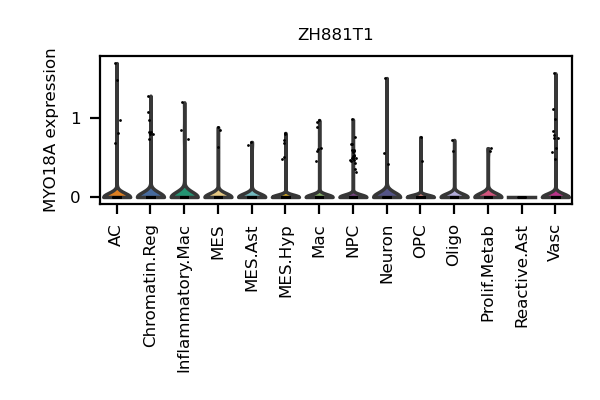 ZH881T1
MYO18A expression
1
0
AC
Chromatin.Reg
Inflammatory.Mac
MES
MES.Ast
MES.Hyp
Mac
NPC
Neuron
OPC
Oligo
Prolif.Metab
Reactive.Ast
Vasc